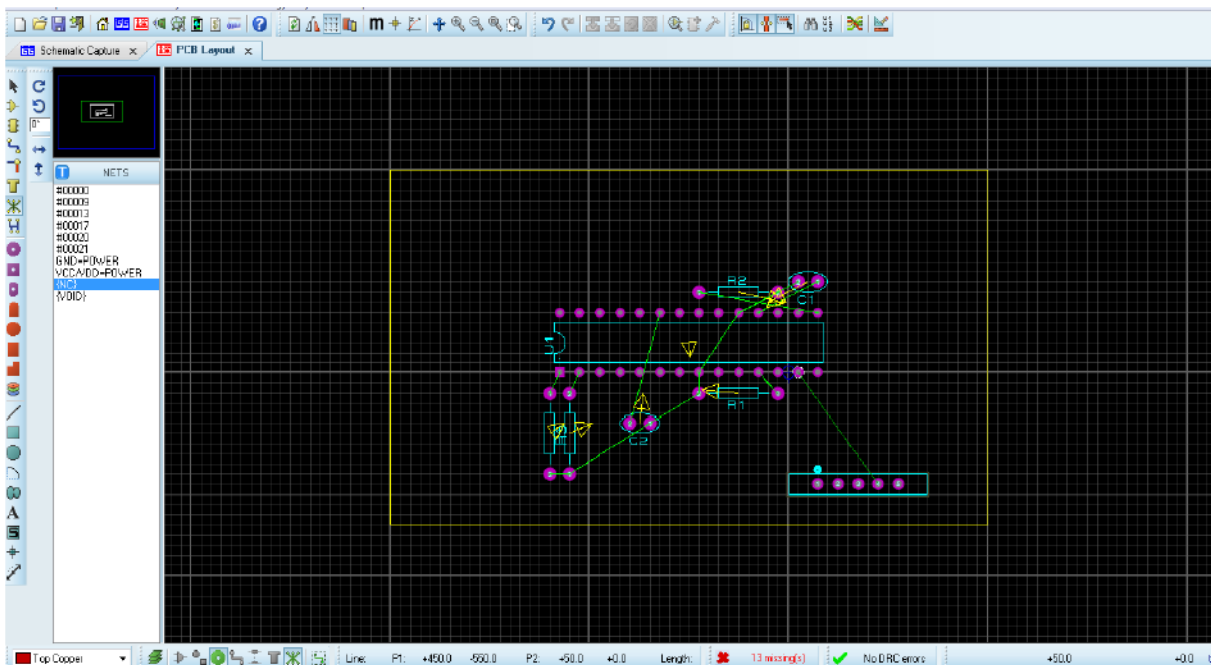 Schematic Capture x
PCB Layout x
0°
NETS
#00000
#00009
#00013
#00017
#00020
#00021
GND=POWER
VCC/VDD=POWER
{NC}
{VOID}
R2
C1
U1
R1
C2
Top Copper
Line: P1: +450.0 -550.0 P2: +50.0 +0.0 Length:
13 missing(s)
No DRC errors
+50.0 +0.0